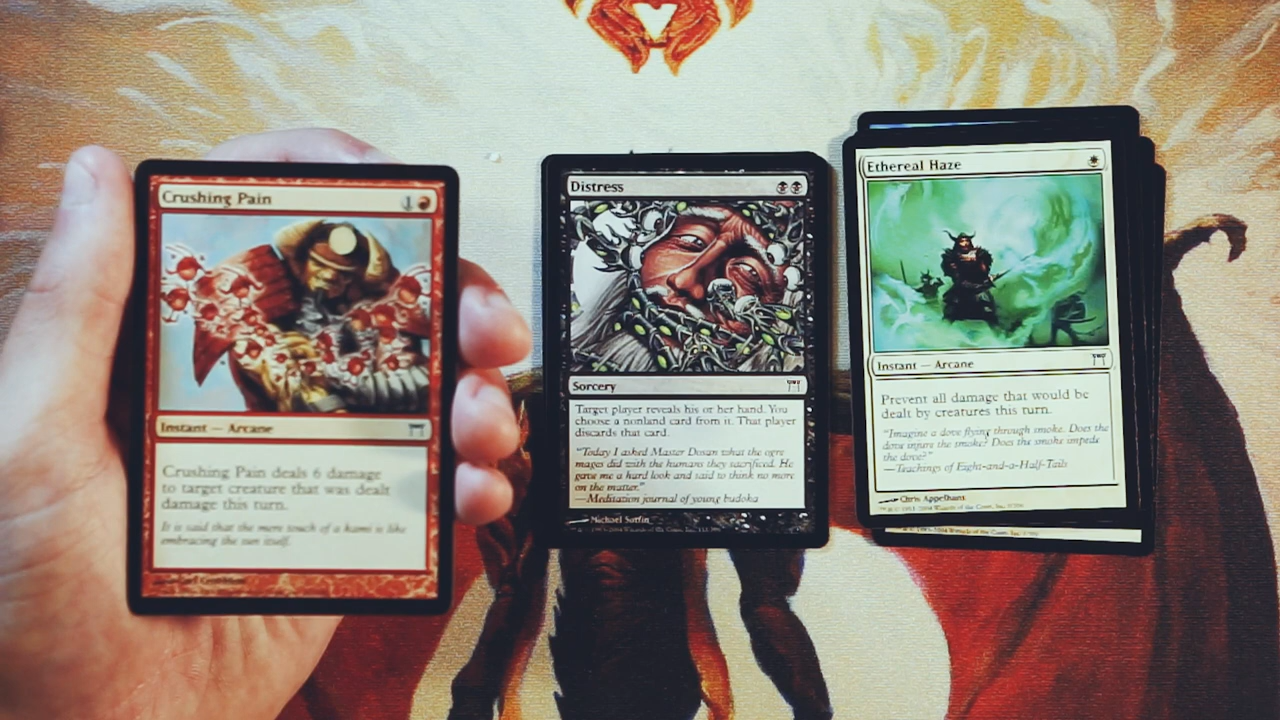 Crushing Pain 1
Instant — Arcane
Crushing Pain deals 6 damage
to target creature that was dealt
damage this turn.
It is said that the mere touch of a kami is like
embracing the sun itself.
Distress
Sorcery
Target player reveals his or her hand. You
choose a nonland card from it. That player
discards that card.
"Today I asked Master Dosan what the ogre
mages did with the humans they sacrificed. He
gave me a hard look and said to think no more
on the matter."
—Meditation journal of young budoka
Michael Sutfin
Ethereal Haze
Instant — Arcane
Prevent all damage that would be
dealt by creatures this turn.
"Imagine a dove flying through smoke. Does the
dove injure the smoke? Does the smoke impede
the dove?"
—Teachings of Eight-and-a-Half-Tails
Chris Appelhans